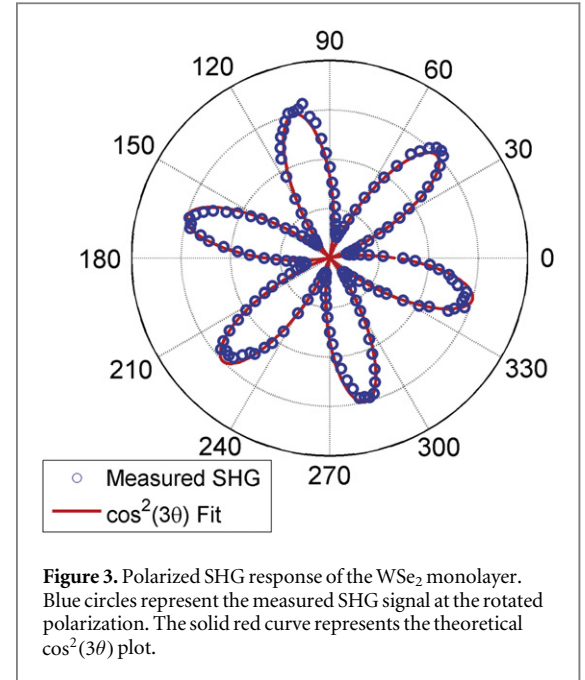 90
120
60
150
30
180
0
210
330
240
300
270
Measured SHG
cos²(3θ) Fit
Figure 3. Polarized SHG response of the WSe₂ monolayer.
Blue circles represent the measured SHG signal at the rotated
polarization. The solid red curve represents the theoretical
cos²(3θ) plot.